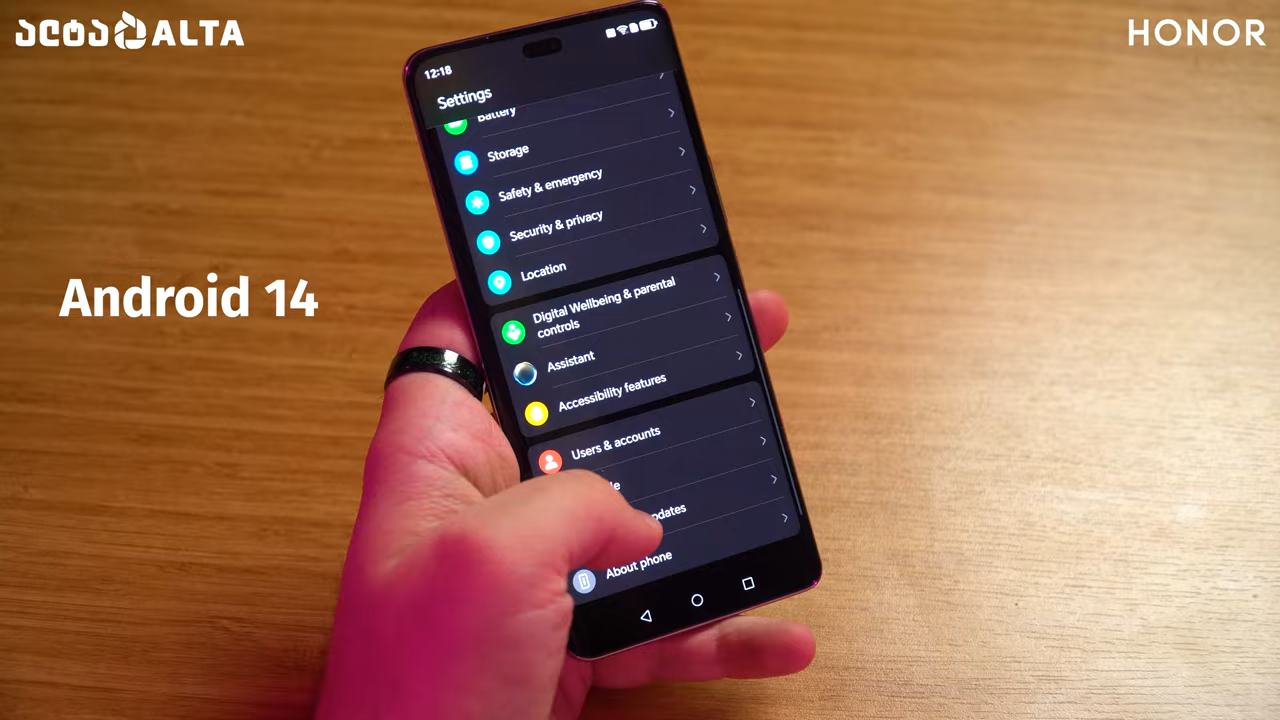 ალტა ALTA
HONOR
12:18
Settings
Battery
Storage
Safety & emergency
Security & privacy
Location
Digital Wellbeing & parental
controls
Assistant
Accessibility features
Users & accounts
About phone
Android 14